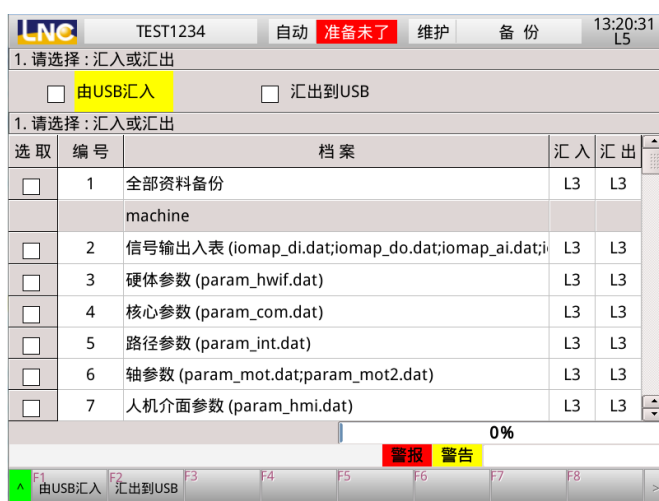 LNC TEST1234 自动 准备未了 维护 备 份 13:20:31
L5
1. 请选择 : 汇入或汇出
由USB汇入 汇出到USB
1. 请选择 : 汇入或汇出
选 取 编 号 档 案 汇 入 汇 出
1 全部资料备份 L3 L3
machine
2 信号输出入表 (iomap_di.dat;iomap_do.dat;iomap_ai.dat;i L3 L3
3 硬体参数 (param_hwif.dat) L3 L3
4 核心参数 (param_com.dat) L3 L3
5 路径参数 (param_int.dat) L3 L3
6 轴参数 (param_mot.dat;param_mot2.dat) L3 L3
7 人机介面参数 (param_hmi.dat) L3 L3
0%
警报 警告
F1 F2 F3 F4 F5 F6 F7 F8
^ 由USB汇入 汇出到USB >